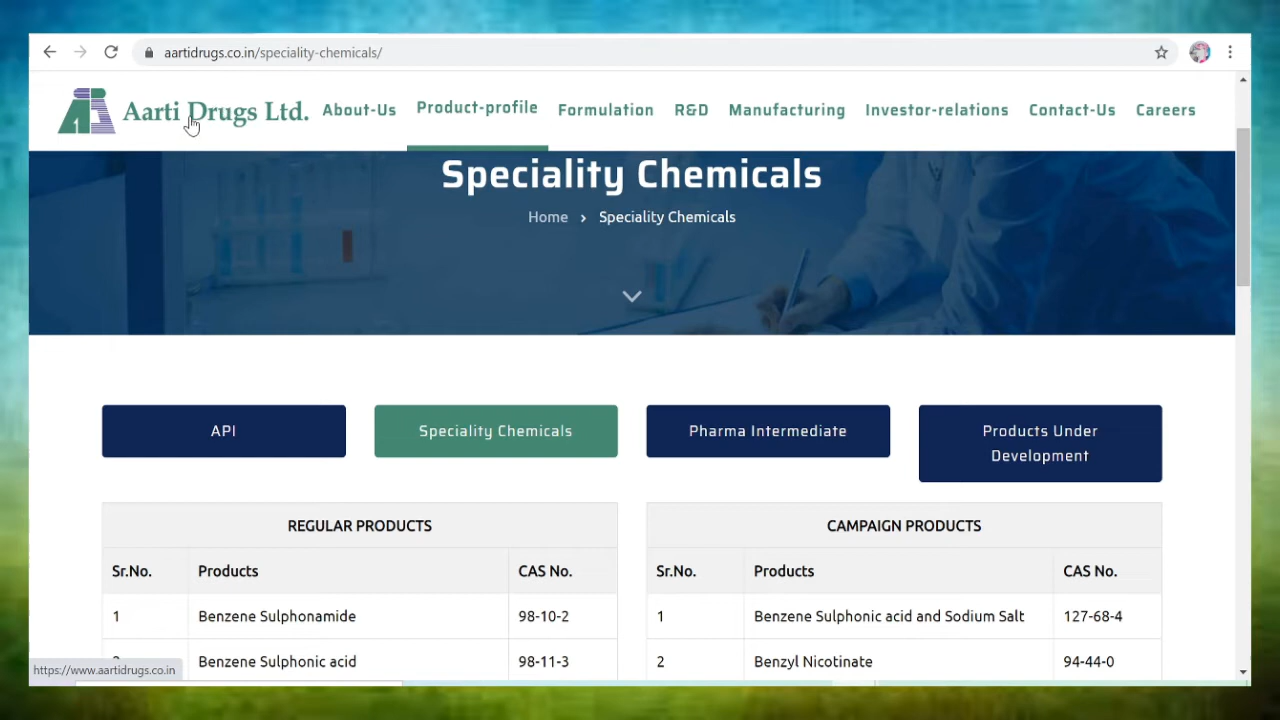 aartidrugs.co.in/speciality-chemicals/
Aarti Drugs Ltd. About-Us Product-profile Formulation R&D Manufacturing Investor-relations Contact-Us Careers
Speciality Chemicals
Home › Speciality Chemicals
API Speciality Chemicals Pharma Intermediate Products Under
Development
REGULAR PRODUCTS
Sr.No. Products CAS No.
1 Benzene Sulphonamide 98-10-2
2 Benzene Sulphonic acid 98-11-3
CAMPAIGN PRODUCTS
Sr.No. Products CAS No.
1 Benzene Sulphonic acid and Sodium Salt 127-68-4
2 Benzyl Nicotinate 94-44-0
https://www.aartidrugs.co.in